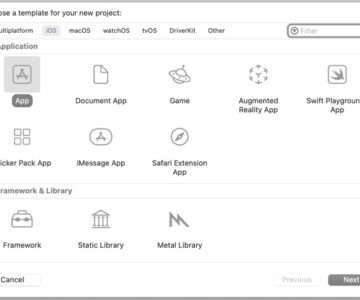 ose a template for your new project:
ultiplatform iOS macOS watchOS tvOS DriverKit Other Filter
Application
App Document App Game Augmented Reality App Swift Playground App
icker Pack App iMessage App Safari Extension App
ramework & Library
Framework Static Library Metal Library
Cancel Previous Next